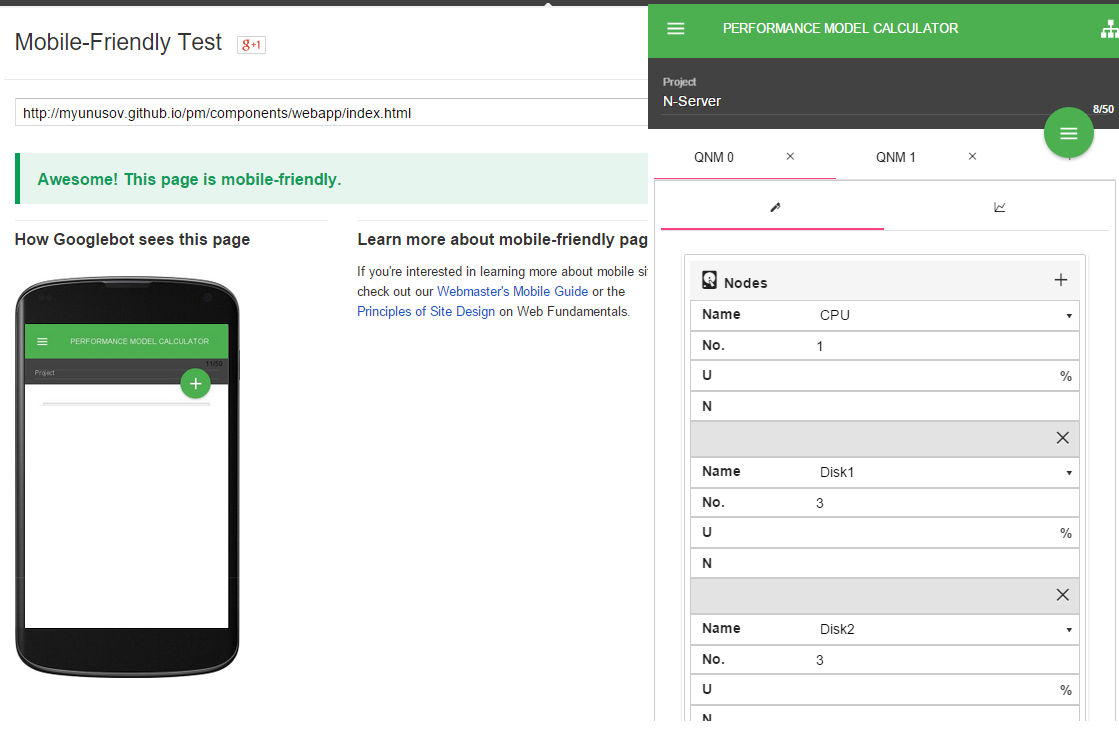 Mobile-Friendly Test
g+1
http://myunusov.github.io/pm/components/webapp/index.html
Awesome! This page is mobile-friendly.
How Googlebot sees this page
PERFORMANCE MODEL CALCULATOR
11/50
Project
Learn more about mobile-friendly pag
If you're interested in learning more about mobile si
check out our Webmaster's Mobile Guide or the
Principles of Site Design on Web Fundamentals.
PERFORMANCE MODEL CALCULATOR
Project
N-Server
8/50
QNM 0
QNM 1
Nodes
Name CPU
No. 1
U %
N
Name Disk1
No. 3
U %
N
Name Disk2
No. 3
U %
N